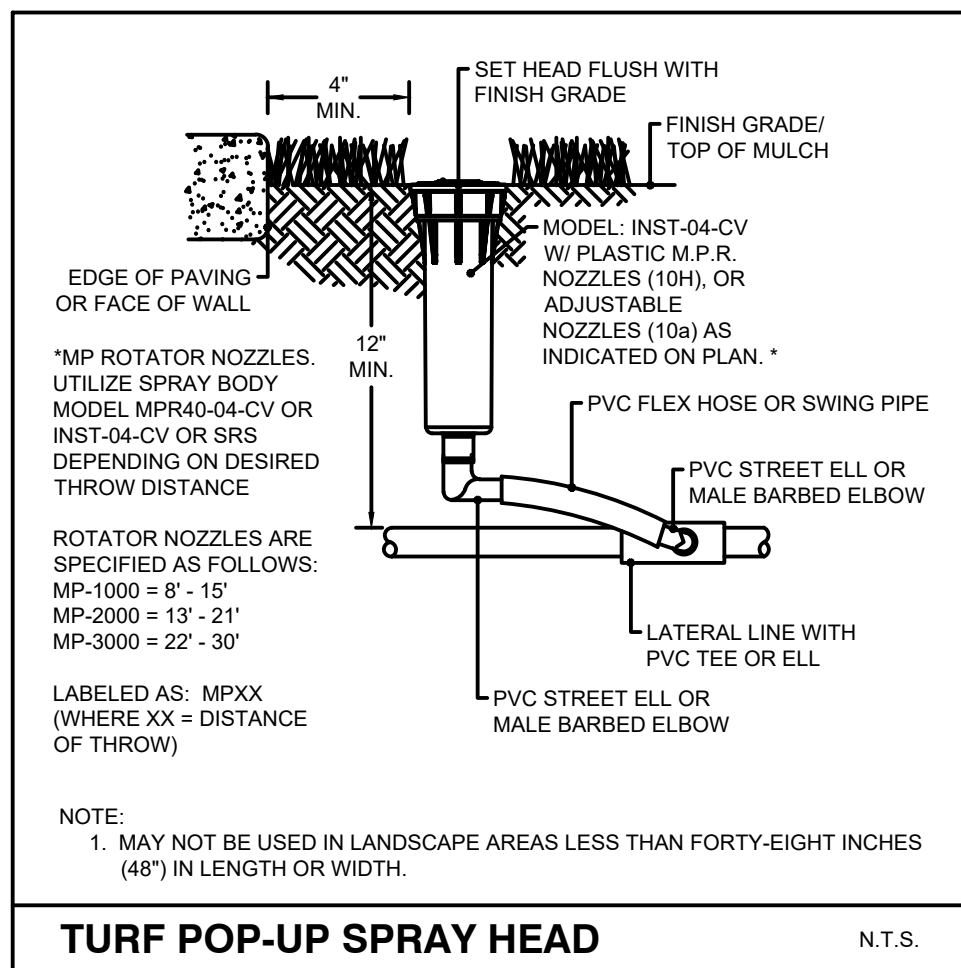 4"
MIN.
SET HEAD FLUSH WITH
FINISH GRADE
FINISH GRADE/
TOP OF MULCH
MODEL: INST-04-CV
W/ PLASTIC M.P.R.
NOZZLES (10H), OR
ADJUSTABLE
NOZZLES (10a) AS
INDICATED ON PLAN. *
EDGE OF PAVING
OR FACE OF WALL
12"
MIN.
*MP ROTATOR NOZZLES.
UTILIZE SPRAY BODY
MODEL MPR40-04-CV OR
INST-04-CV OR SRS
DEPENDING ON DESIRED
THROW DISTANCE
PVC FLEX HOSE OR SWING PIPE
PVC STREET ELL OR
MALE BARBED ELBOW
ROTATOR NOZZLES ARE
SPECIFIED AS FOLLOWS:
MP-1000 = 8' - 15'
MP-2000 = 13' - 21'
MP-3000 = 22' - 30'
LATERAL LINE WITH
PVC TEE OR ELL
LABELED AS: MPXX
(WHERE XX = DISTANCE
OF THROW)
PVC STREET ELL OR
MALE BARBED ELBOW
NOTE:
1. MAY NOT BE USED IN LANDSCAPE AREAS LESS THAN FORTY-EIGHT INCHES
(48") IN LENGTH OR WIDTH.
TURF POP-UP SPRAY HEAD
N.T.S.